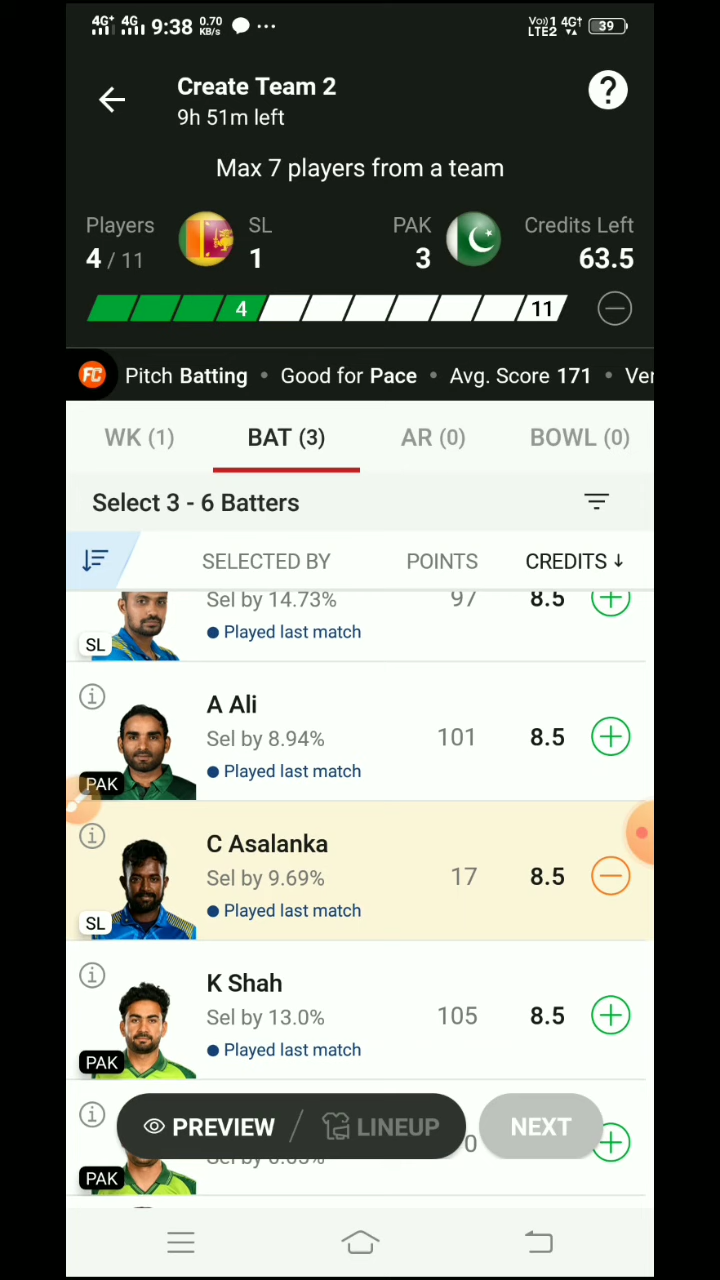 4G+ 4G 9:38 0.70 KB/s ... Vo)) 1 LTE2 4G 39
Create Team 2
9h 51m left
?
Max 7 players from a team
Players SL PAK Credits Left
4 / 11 1 3 63.5
4 11
FC Pitch Batting • Good for Pace • Avg. Score 171 • Ver
WK (1) BAT (3) AR (0) BOWL (0)
Select 3 - 6 Batters
SELECTED BY POINTS CREDITS ↓
Sel by 14.73% 97 8.5
SL Played last match
A Ali
Sel by 8.94% 101 8.5
PAK Played last match
C Asalanka
Sel by 9.69% 17 8.5
SL Played last match
K Shah
Sel by 13.0% 105 8.5
PAK Played last match
PREVIEW / LINEUP NEXT
0
PAK